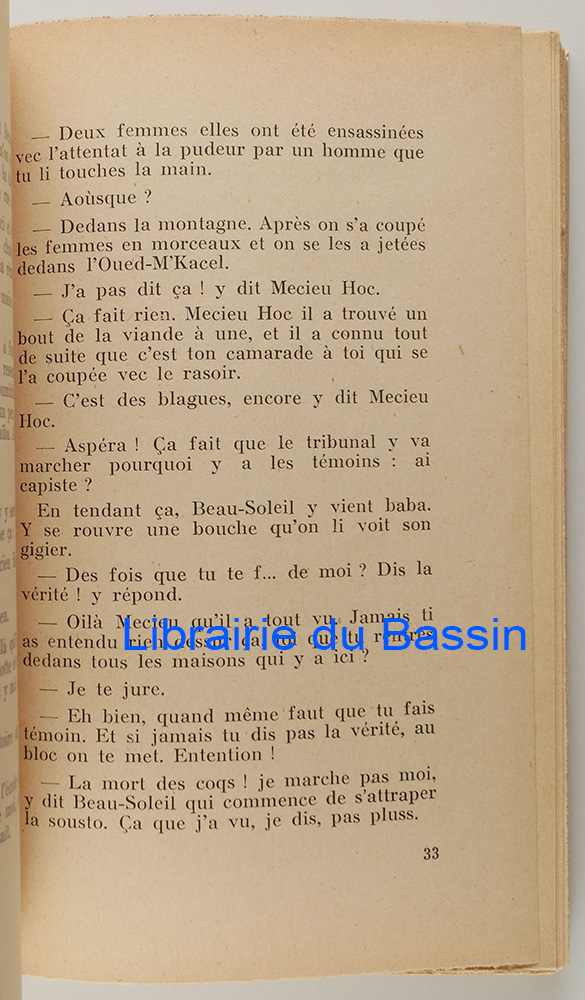 — Deux femmes elles ont été ensassinées
vec l'attentat à la pudeur par un homme que
tu li touches la main.
— Aoùsque ?
— Dedans la montagne. Après on s'a coupé
les femmes en morceaux et on se les a jetées
dedans l'Oued-M'Kacel.
— J'a pas dit ça ! y dit Mecieu Hoc.
— Ça fait rien. Mecieu Hoc il a trouvé un
bout de la viande à une, et il a connu tout
de suite que c'est ton camarade à toi qui se
l'a coupée vec le rasoir.
— C'est des blagues, encore y dit Mecieu
Hoc.
— Aspéra ! Ça fait que le tribunal y va
marcher pourquoi y a les témoins : ai
capiste ?
En tendant ça, Beau-Soleil y vient baba.
Y se rouvre une bouche qu'on li voit son
gigier.
— Des fois que tu te f... de moi ? Dis la
vérité ! y répond.
— Oilà Mecieu qu'il a tout vu. Jamais ti
as entendu rien dessur ça, toi que tu rentres
Librairie du Bassin
dedans tous les maisons qui y a ici ?
— Je te jure.
— Eh bien, quand même faut que tu fais
témoin. Et si jamais tu dis pas la vérité, au
bloc on te met. Entention !
— La mort des coqs ! je marche pas moi,
y dit Beau-Soleil qui commence de s'attraper
la sousto. Ça que j'a vu, je dis, pas pluss.
33